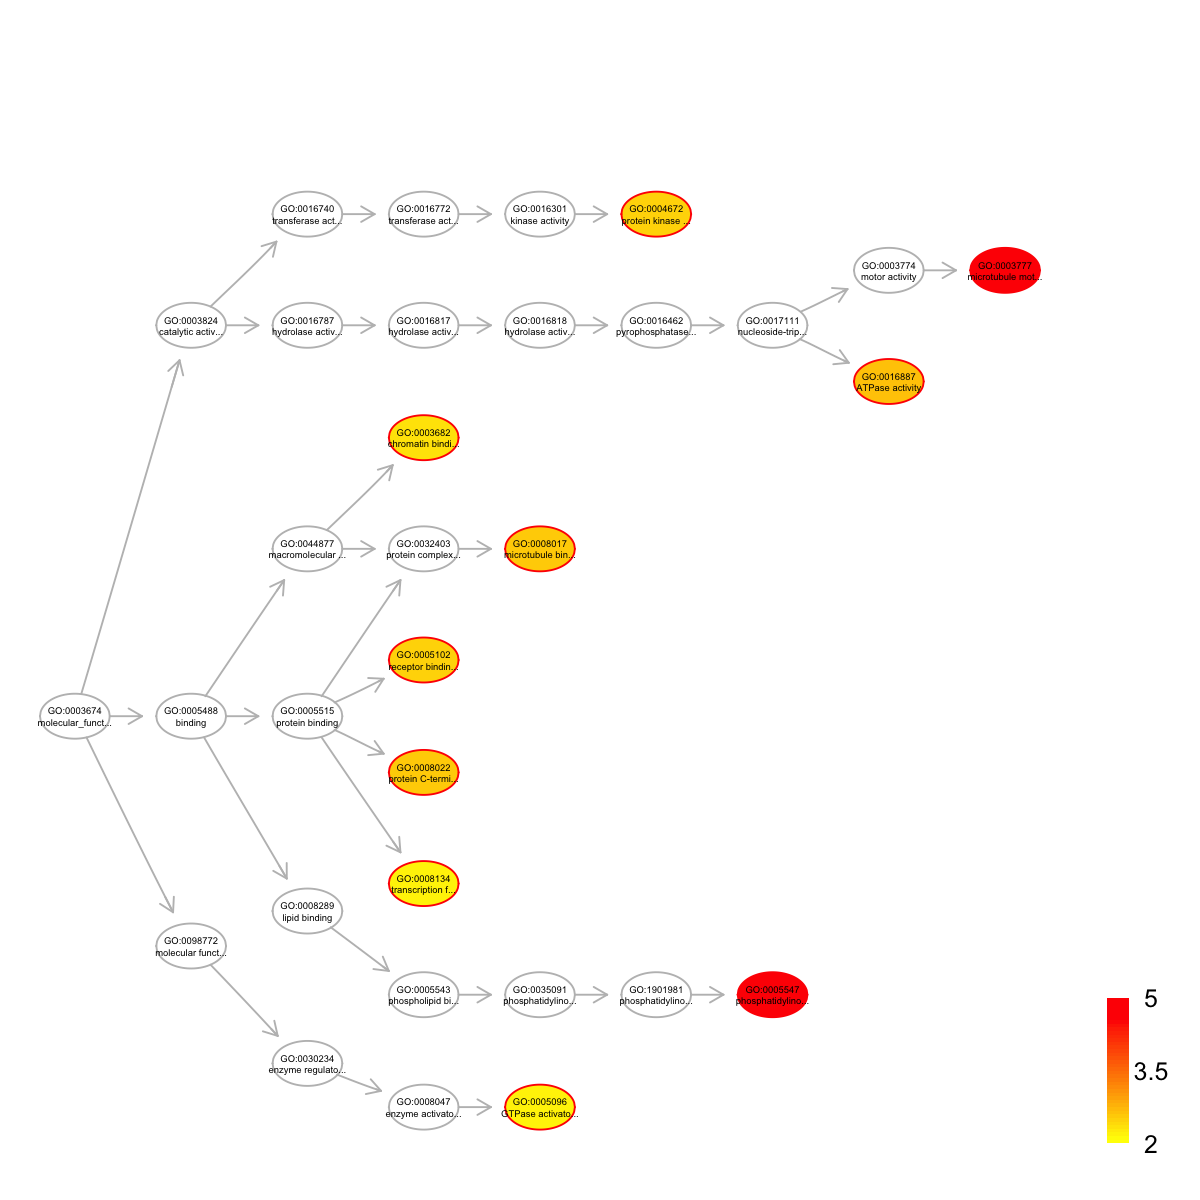 GO:0016740
transferase act...
GO:0016772
transferase act...
GO:0016301
kinase activity
GO:0004672
protein kinase ...
GO:0003774
motor activity
GO:0003777
microtubule mot...
GO:0003824
catalytic activ...
GO:0016787
hydrolase activ...
GO:0016817
hydrolase activ...
GO:0016818
hydrolase activ...
GO:0016462
pyrophosphatase...
GO:0017111
nucleoside-trip...
GO:0016887
ATPase activity
GO:0003682
chromatin bindi...
GO:0044877
macromolecular ...
GO:0032403
protein complex...
GO:0008017
microtubule bin...
GO:0005102
receptor bindin...
GO:0003674
molecular_funct...
GO:0005488
binding
GO:0005515
protein binding
GO:0008022
protein C-termi...
GO:0008134
transcription f...
GO:0008289
lipid binding
GO:0098772
molecular funct...
GO:0005543
phospholipid bi...
GO:0035091
phosphatidylino...
GO:1901981
phosphatidylino...
GO:0005547
phosphatidylino...
GO:0030234
enzyme regulato...
GO:0008047
enzyme activato...
GO:0005096
GTPase activato...
5
3.5
2